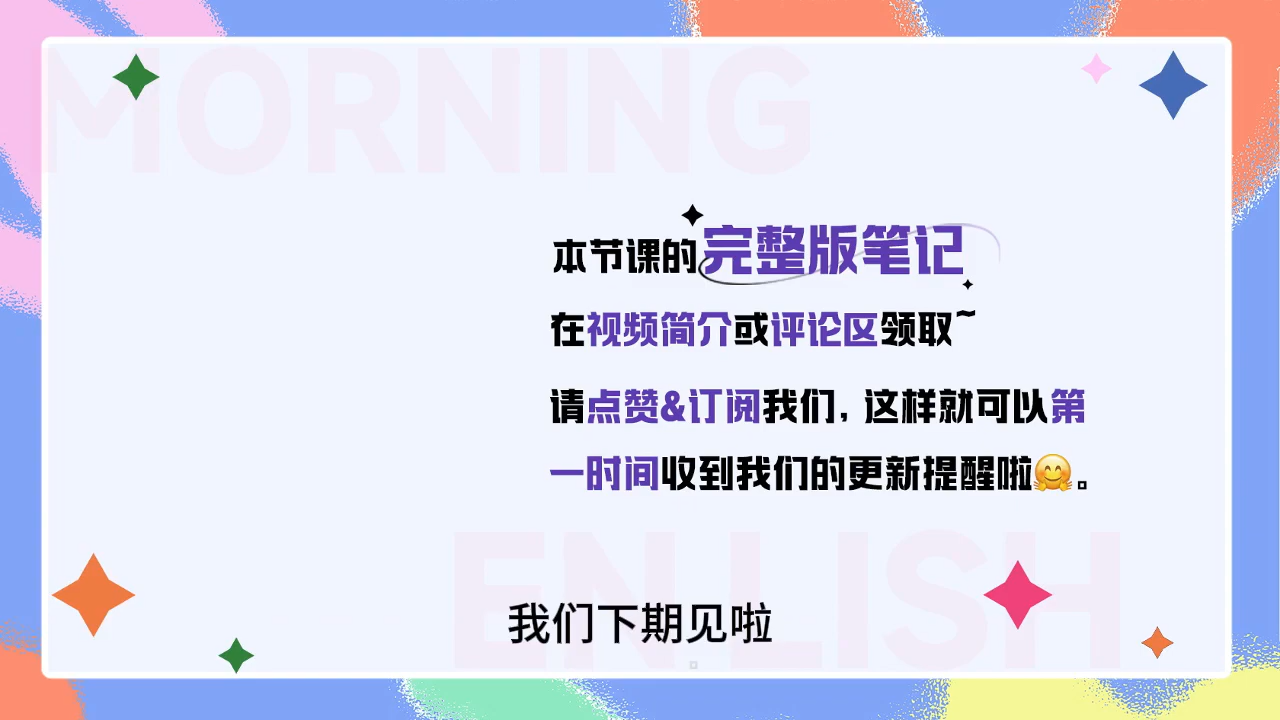 MORNING
本节课的完整版笔记
在视频简介或评论区领取~
请点赞&订阅我们，这样就可以第
一时间收到我们的更新提醒啦🤗。
EN LISH
我们下期见啦